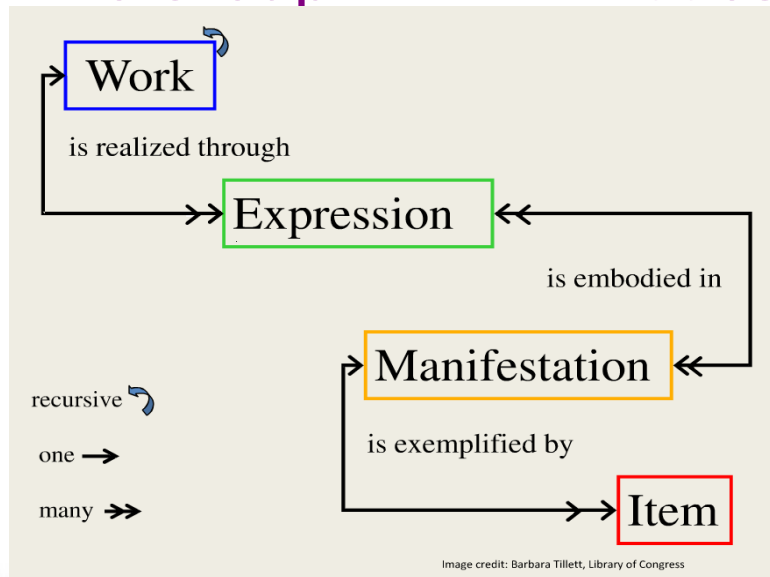 Work
is realized through
Expression
is embodied in
Manifestation
recursive
is exemplified by
one
many
Item
Image credit: Barbara Tillett, Library of Congress